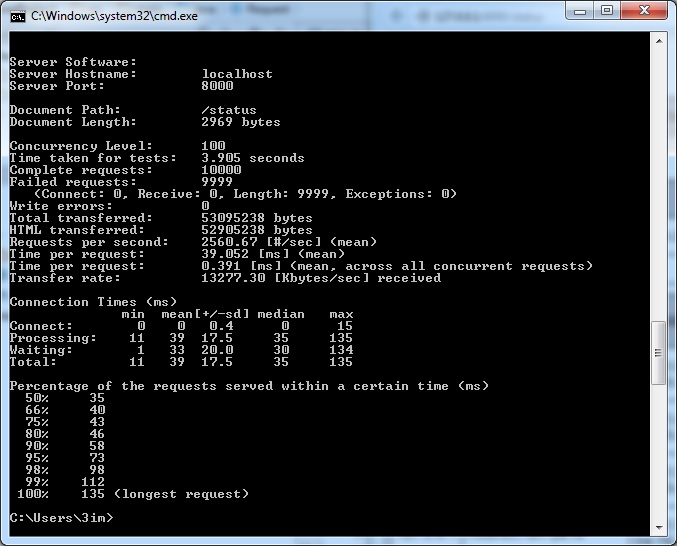 C:\Windows\system32\cmd.exe
Server Software:
Server Hostname:        localhost
Server Port:            8000
Document Path:          /status
Document Length:        2969 bytes
Concurrency Level:      100
Time taken for tests:   3.905 seconds
Complete requests:      10000
Failed requests:        9999
   (Connect: 0, Receive: 0, Length: 9999, Exceptions: 0)
Write errors:           0
Total transferred:      53095238 bytes
HTML transferred:       52905238 bytes
Requests per second:    2560.67 [#/sec] (mean)
Time per request:       39.052 [ms] (mean)
Time per request:       0.391 [ms] (mean, across all concurrent requests)
Transfer rate:          13277.30 [Kbytes/sec] received
Connection Times (ms)
              min  mean[+/-sd] median   max
Connect:        0    0   0.4      0      15
Processing:    11   39  17.5     35     135
Waiting:        1   33  20.0     30     134
Total:         11   39  17.5     35     135
Percentage of the requests served within a certain time (ms)
  50%     35
  66%     40
  75%     43
  80%     46
  90%     58
  95%     73
  98%     98
  99%    112
 100%    135 (longest request)
C:\Users\3im>